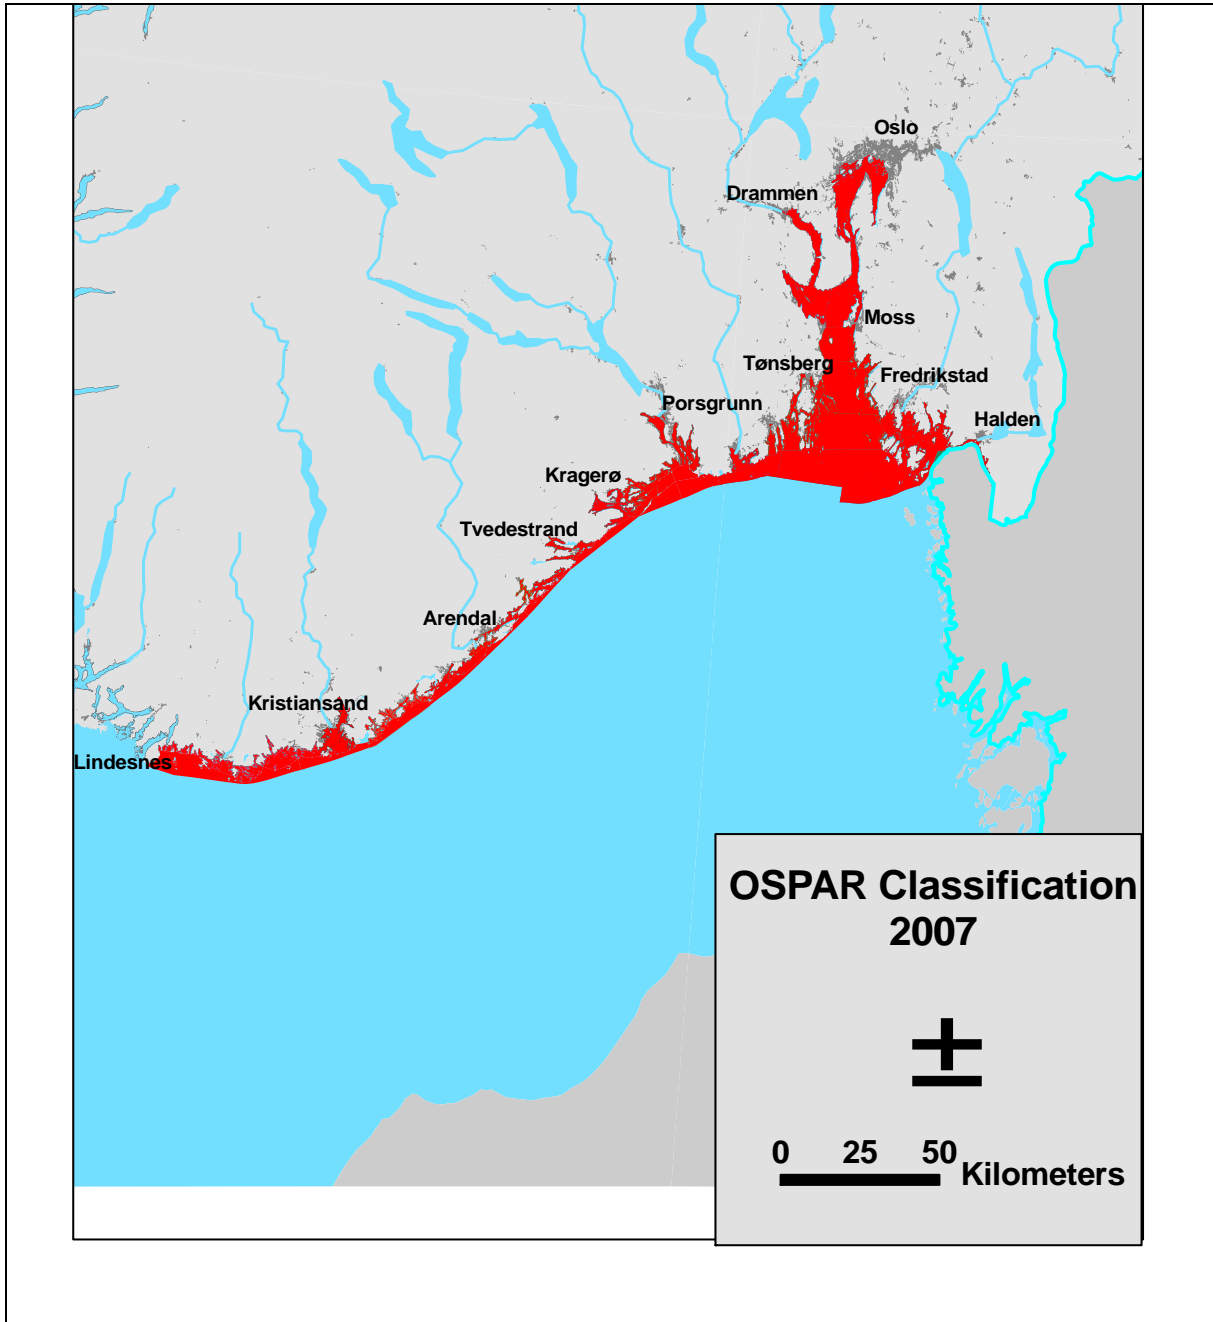 Oslo
Drammen
Moss
Tønsberg
Fredrikstad
Porsgrunn
Halden
Kragerø
Tvedestrand
Arendal
Kristiansand
Lindesnes
OSPAR Classification
2007
±
0 25 50 Kilometers